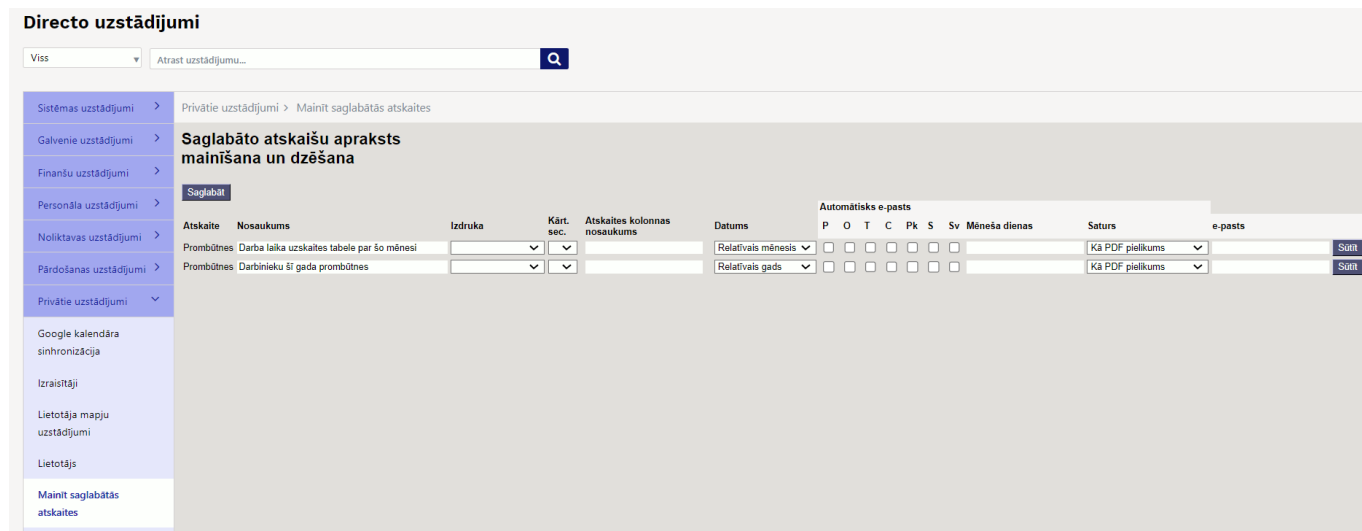 Directo uzstādījumi
Viss
Atrast uzstādījumu...
Sistēmas uzstādījumi
Galvenie uzstādījumi
Finanšu uzstādījumi
Personāla uzstādījumi
Noliktavas uzstādījumi
Pārdošanas uzstādījumi
Privātie uzstādījumi
Google kalendāra
sinhronizācija
Izraisītāji
Lietotāja mapju
uzstādījumi
Lietotājs
Mainīt saglabātās
atskaites
Privātie uzstādījumi > Mainīt saglabātās atskaites
Saglabāto atskaišu apraksts
mainīšana un dzēšana
Saglabāt
Automātisks e-pasts
Atskaite Nosaukums Izdruka Kārt. sec. Atskaites kolonnas nosaukums Datums P O T C Pk S Sv Mēneša dienas Saturs e-pasts
Prombūtnes Darba laika uzskaites tabele par šo mēnesi Relatīvais mēnesis Kā PDF pielikums Sūtīt
Prombūtnes Darbinieku šī gada prombūtnes Relatīvais gads Kā PDF pielikums Sūtīt